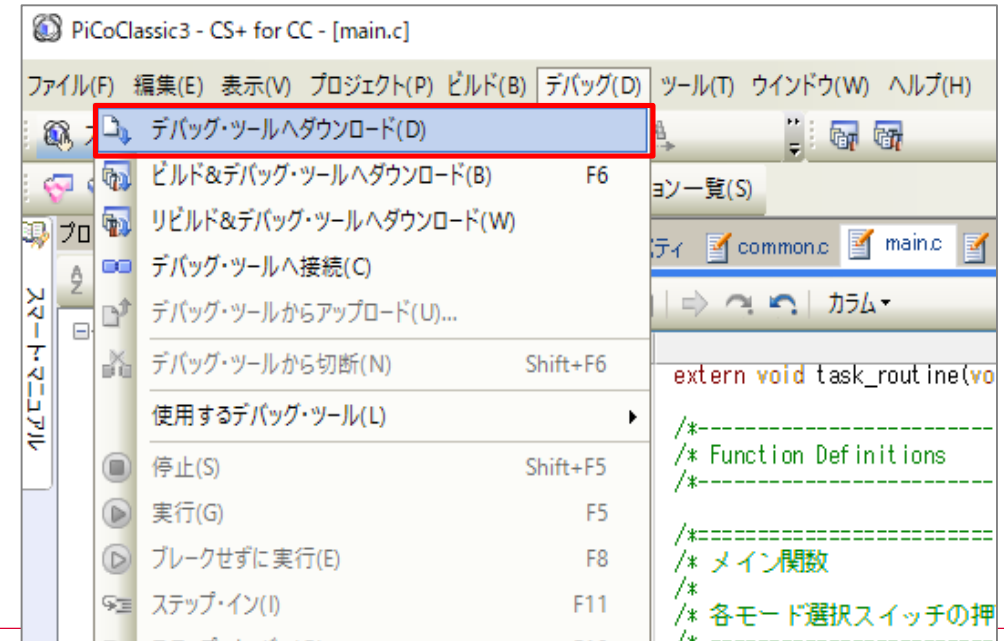 PiCoClassic3 - CS+ for CC - [main.c]
ファイル(F) 編集(E) 表示(V) プロジェクト(P) ビルド(B) デバッグ(D) ツール(T) ウインドウ(W) ヘルプ(H)
デバッグ・ツールへダウンロード(D)
ビルド&デバッグ・ツールへダウンロード(B) F6
ョン一覧(S)
リビルド&デバッグ・ツールへダウンロード(W)
プロ
ティ common.c main.c
デバッグ・ツールへ接続(C)
スマート・マニュアル
デバッグ・ツールからアップロード(U)...
カラム
デバッグ・ツールから切断(N) Shift+F6
extern void task_routine(vo
使用するデバッグ・ツール(L)
/*-------------------------
/* Function Definitions
/*-------------------------
停止(S) Shift+F5
実行(G) F5
/*=========================
/* メイン関数
/*
/* 各モード選択スイッチの押
ブレークせずに実行(E) F8
ステップ・イン(I) F11